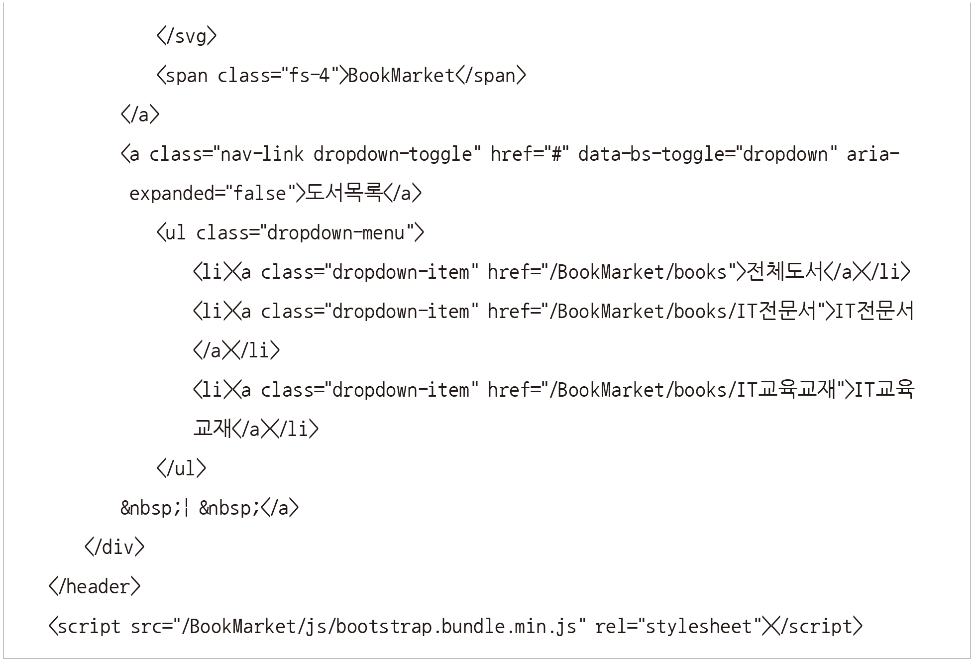 </svg>
<span class="fs-4">BookMarket</span>
</a>
<a class="nav-link dropdown-toggle" href="#" data-bs-toggle="dropdown" aria-
expanded="false">도서목록</a>
<ul class="dropdown-menu">
<li><a class="dropdown-item" href="/BookMarket/books">전체도서</a></li>
<li><a class="dropdown-item" href="/BookMarket/books/IT전문서">IT전문서
</a></li>
<li><a class="dropdown-item" href="/BookMarket/books/IT교육교재">IT교육
교재</a></li>
</ul>
&nbsp;| &nbsp;</a>
</div>
</header>
<script src="/BookMarket/js/bootstrap.bundle.min.js" rel="stylesheet"></script>